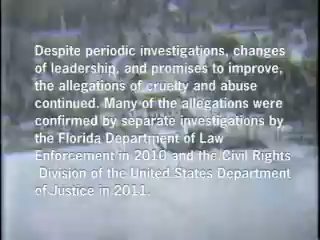 Despite periodic investigations, changes
of leadership, and promises to improve,
the allegations of cruelty and abuse
continued. Many of the allegations were
confirmed by separate investigations by
the Florida Department of Law
Enforcement in 2010 and the Civil Rights
Division of the United States Department
of Justice in 2011.